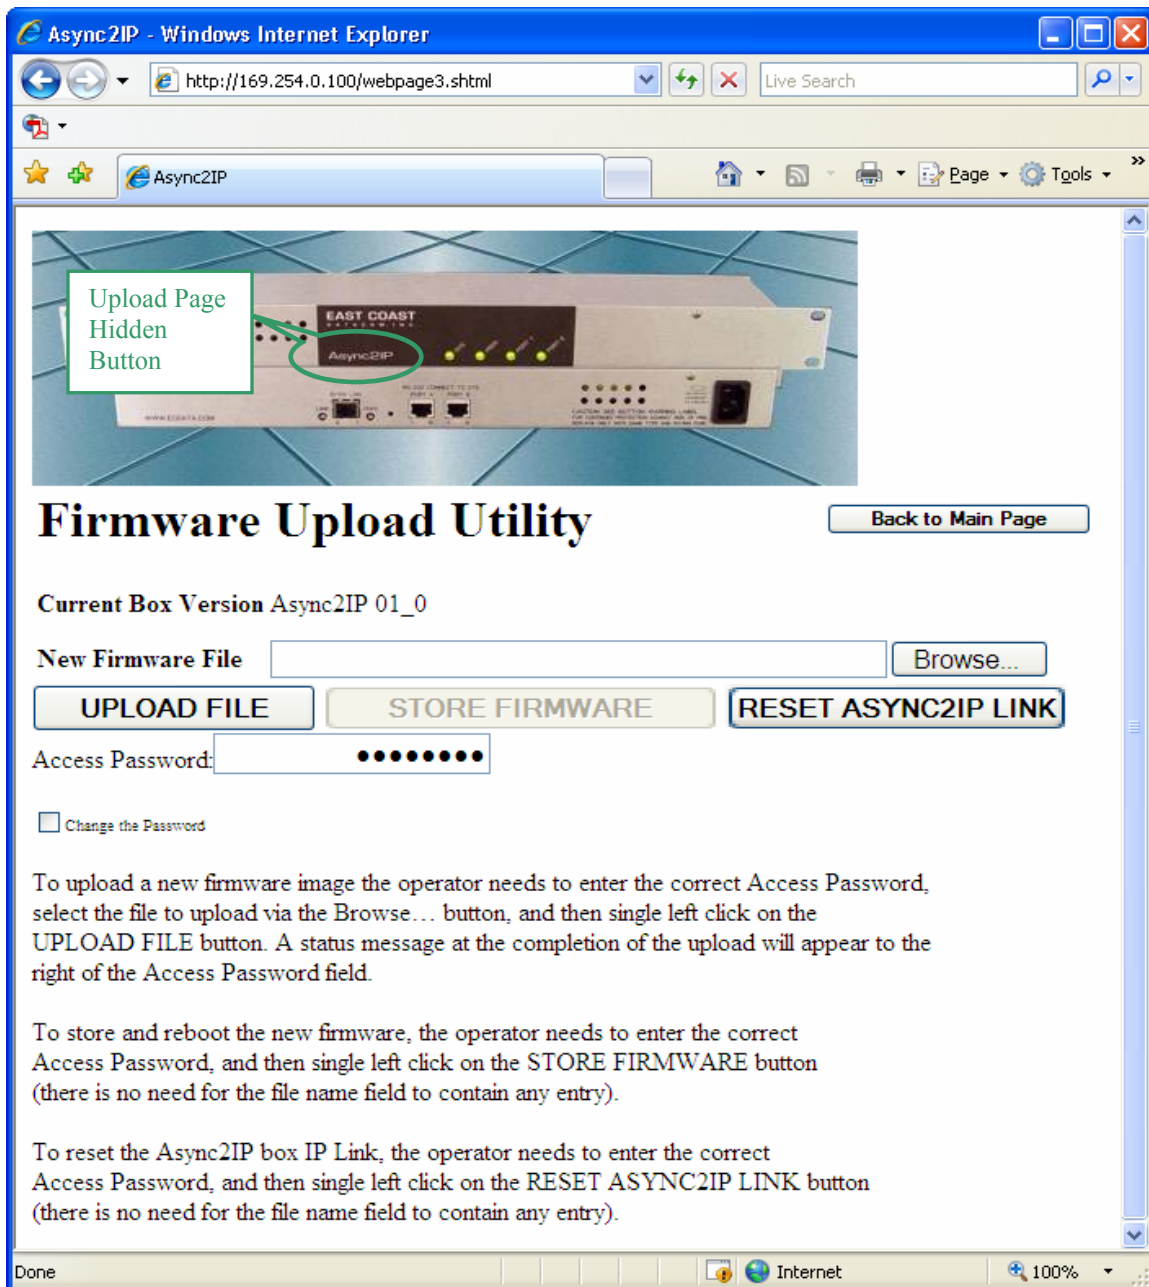 Async2IP - Windows Internet Explorer
http://169.254.0.100/webpage3.shtml
Live Search
Async2IP
Page
Tools
»
Upload Page
Hidden
Button
EAST COAST
DATACOM, INC
Async2IP
WWW.ECDATA.COM
Firmware Upload Utility
Back to Main Page
Current Box Version Async2IP 01_0
New Firmware File
Browse...
UPLOAD FILE
STORE FIRMWARE
RESET ASYNC2IP LINK
Access Password: ••••••••
Change the Password
To upload a new firmware image the operator needs to enter the correct Access Password,
select the file to upload via the Browse… button, and then single left click on the
UPLOAD FILE button. A status message at the completion of the upload will appear to the
right of the Access Password field.
To store and reboot the new firmware, the operator needs to enter the correct
Access Password, and then single left click on the STORE FIRMWARE button
(there is no need for the file name field to contain any entry).
To reset the Async2IP box IP Link, the operator needs to enter the correct
Access Password, and then single left click on the RESET ASYNC2IP LINK button
(there is no need for the file name field to contain any entry).
Done
Internet
100%